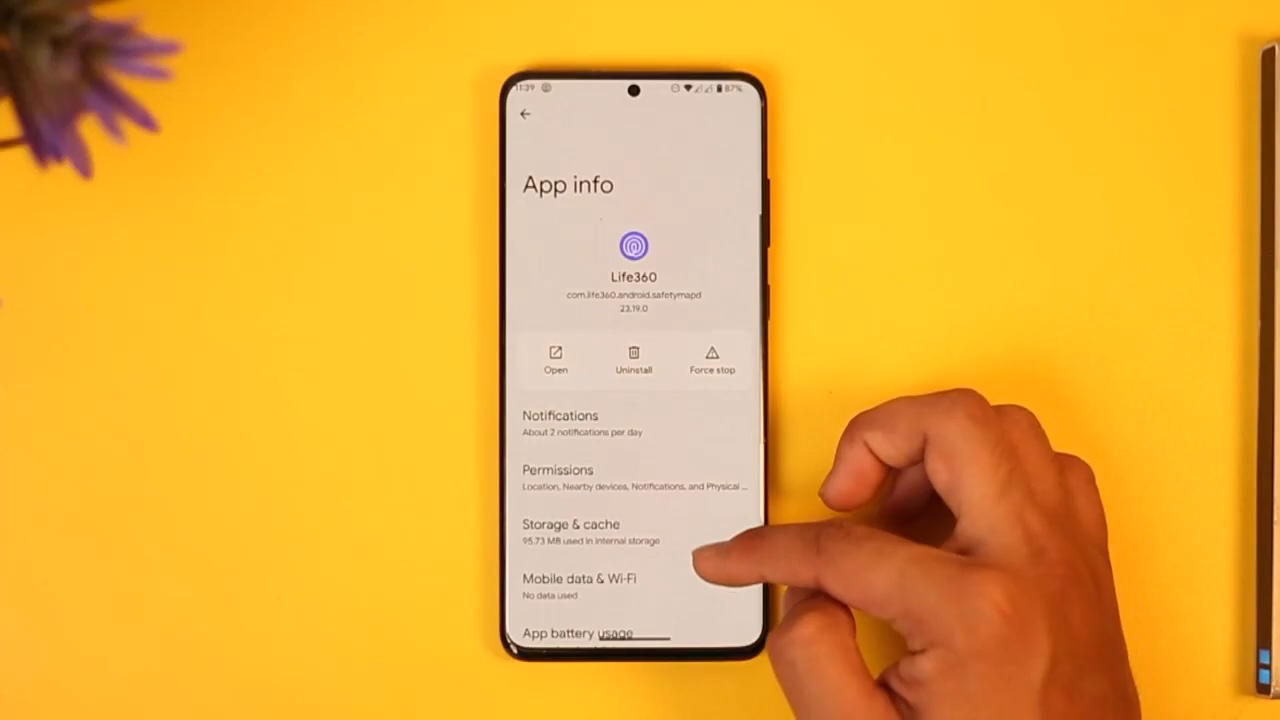 11:39 87%
App info
Life360
com.life360.android.safetymapd
23.19.0
Open Uninstall Force stop
Notifications
About 2 notifications per day
Permissions
Location, Nearby devices, Notifications, and Physical ...
Storage & cache
95.73 MB used in internal storage
Mobile data & Wi-Fi
No data used
App battery usage